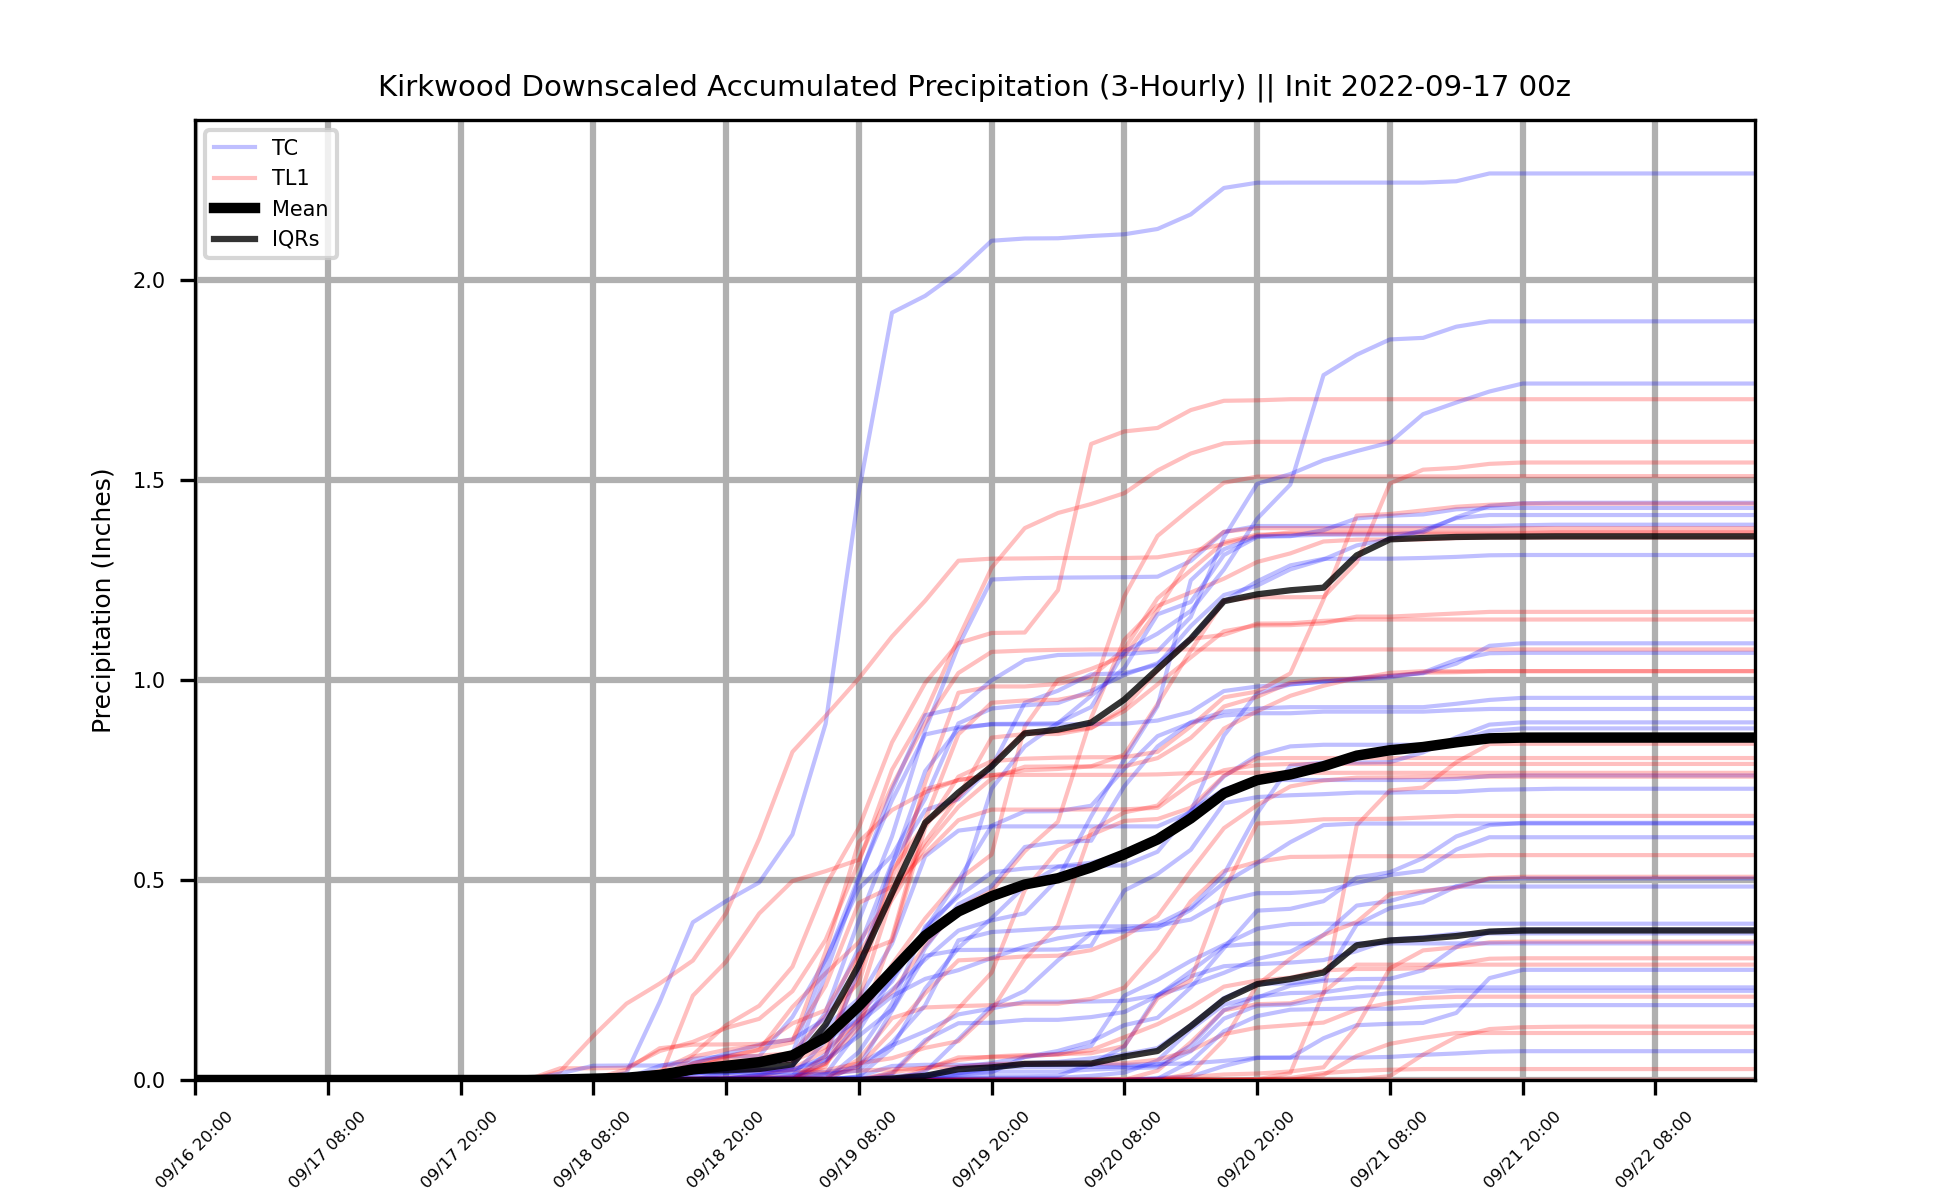 Kirkwood Downscaled Accumulated Precipitation (3-Hourly) || Init 2022-09-17 00z
TC
TL1
Mean
IQRs
Precipitation (Inches)
2.0
1.5
1.0
0.5
0.0
09/16 20:00
09/17 08:00
09/17 20:00
09/18 08:00
09/18 20:00
09/19 08:00
09/19 20:00
09/20 08:00
09/20 20:00
09/21 08:00
09/21 20:00
09/22 08:00